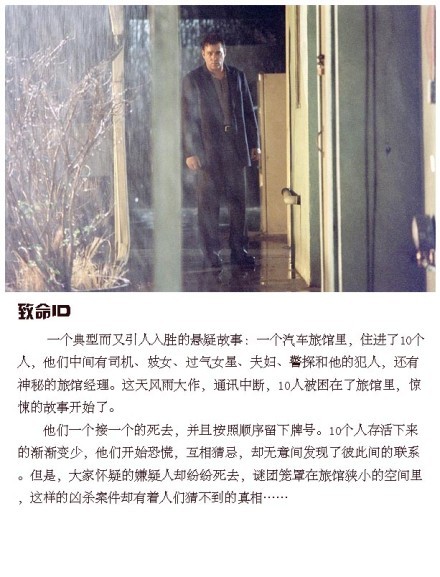 致命ID
一个典型而又引人入胜的悬疑故事：一个汽车旅馆里，住进了10个
人，他们中间有司机、妓女、过气女星、夫妇、警探和他的犯人，还有
神秘的旅馆经理。这天风雨大作，通讯中断，10人被困在了旅馆里，惊
悚的故事开始了。
他们一个接一个的死去，并且按照顺序留下牌号。10个人存活下来
的渐渐变少，他们开始恐慌，互相猜忌，却无意间发现了彼此间的联系
。但是，大家怀疑的嫌疑人却纷纷死去，谜团笼罩在旅馆狭小的空间里
，这样的凶杀案件却有着人们猜不到的真相……